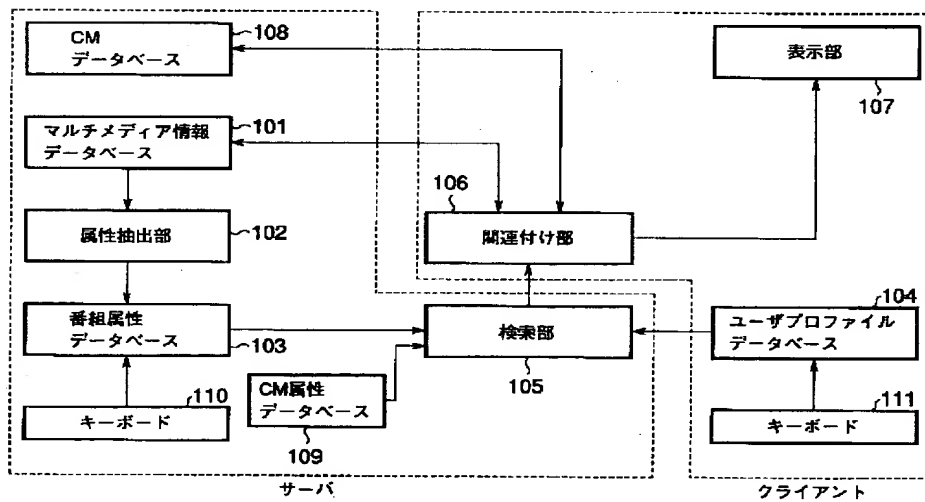 CM
データベース
108
マルチメディア情報
データベース
101
属性抽出部
102
番組属性
データベース
103
キーボード
110
CM属性
データベース
109
検索部
105
関連付け部
106
表示部
107
ユーザプロファイル
データベース
104
キーボード
111
サーバ
クライアント